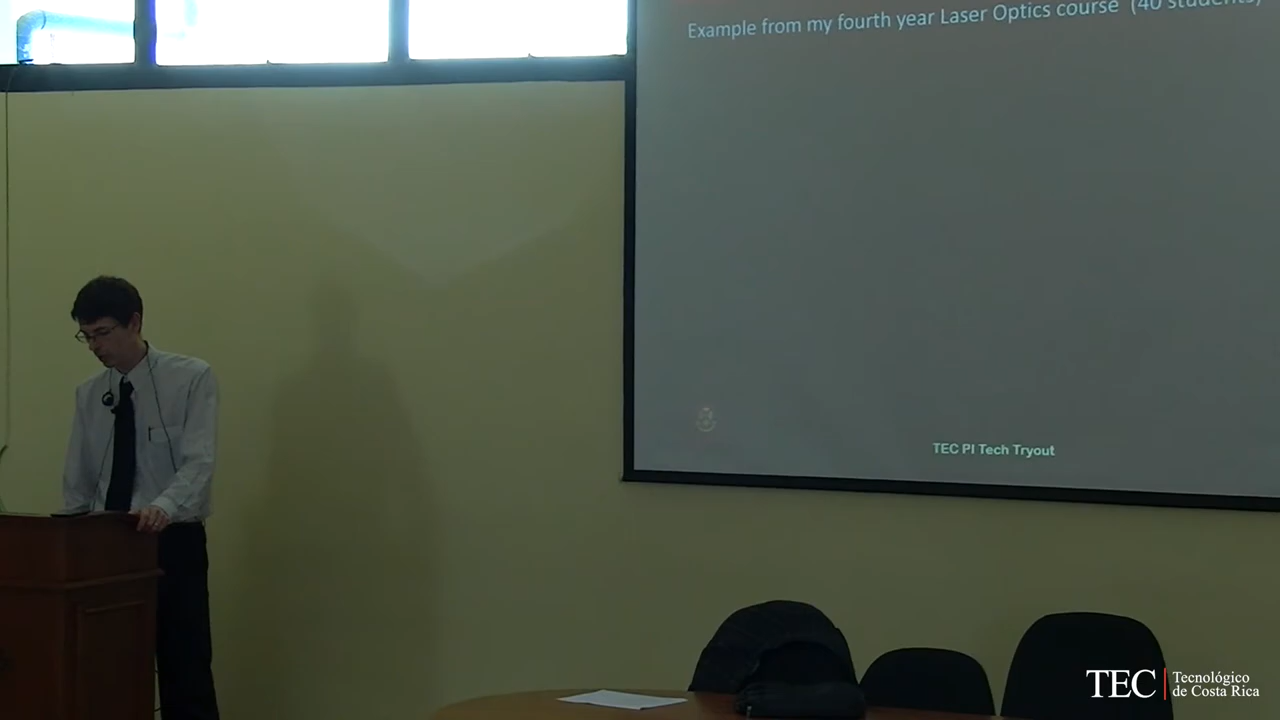 Example from my fourth year Laser Optics course (40 students)
TEC PI Tech Tryout
TEC Tecnológico
de Costa Rica